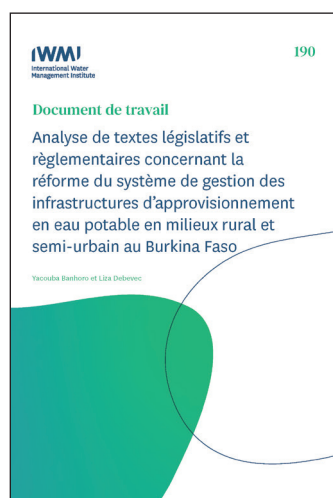 IWMI
International Water
Management Institute
190
Document de travail
Analyse de textes législatifs et
règlementaires concernant la
réforme du système de gestion des
infrastructures d'approvisionnement
en eau potable en milieux rural et
semi-urbain au Burkina Faso
Yacouba Banhoro et Liza Debevec